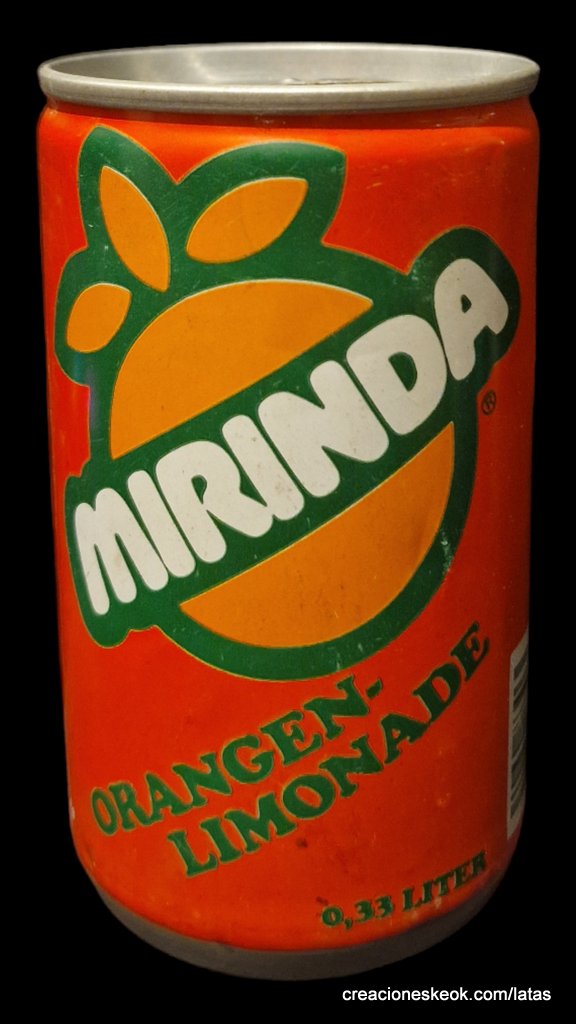 MIRINDA
®
ORANGEN-
LIMONADE
0,33 LITER
creacioneskeok.com/latas